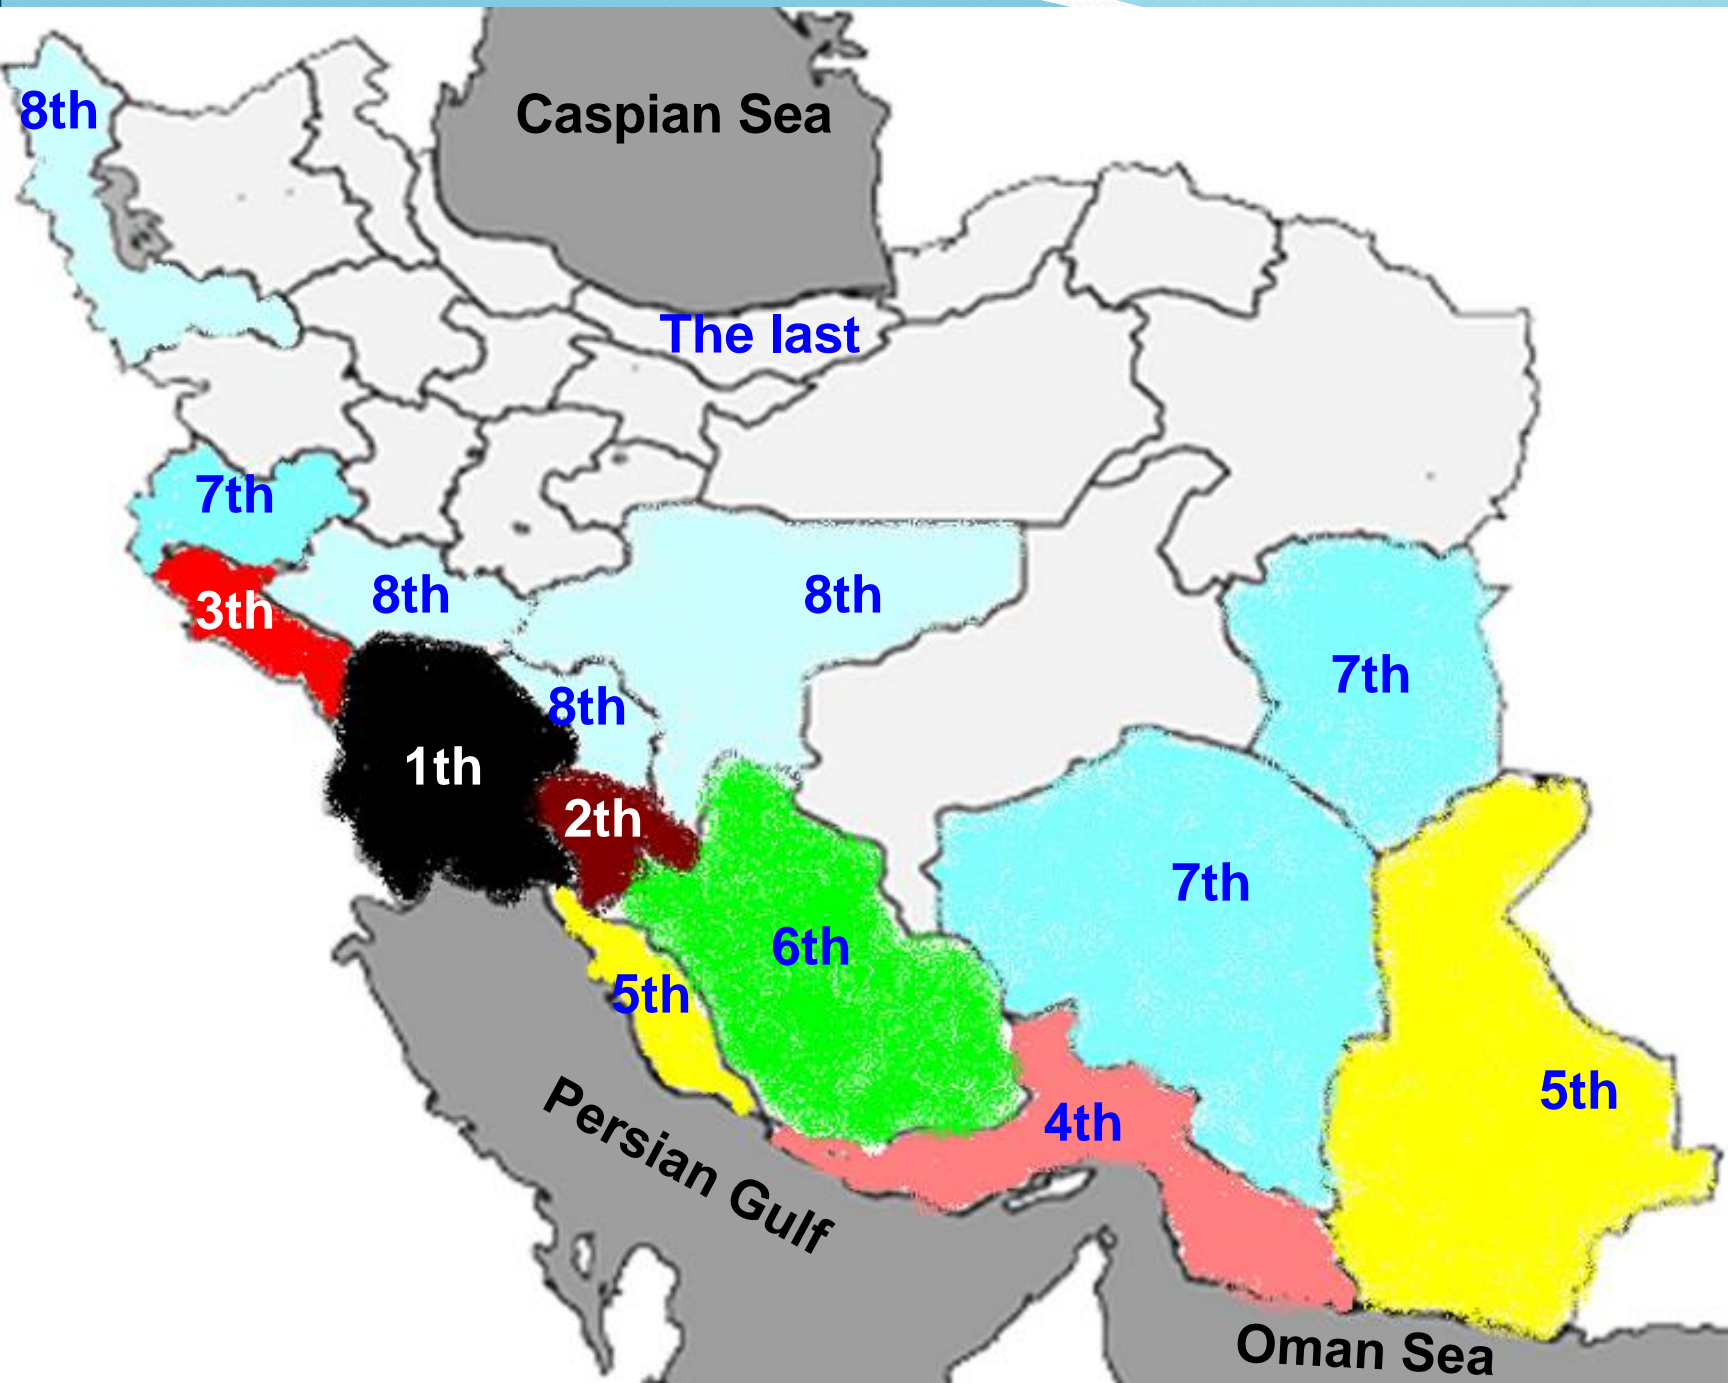 Caspian Sea
8th
The last
7th
8th
8th
3th
7th
8th
1th
2th
7th
6th
5th
5th
4th
Persian Gulf
Oman Sea